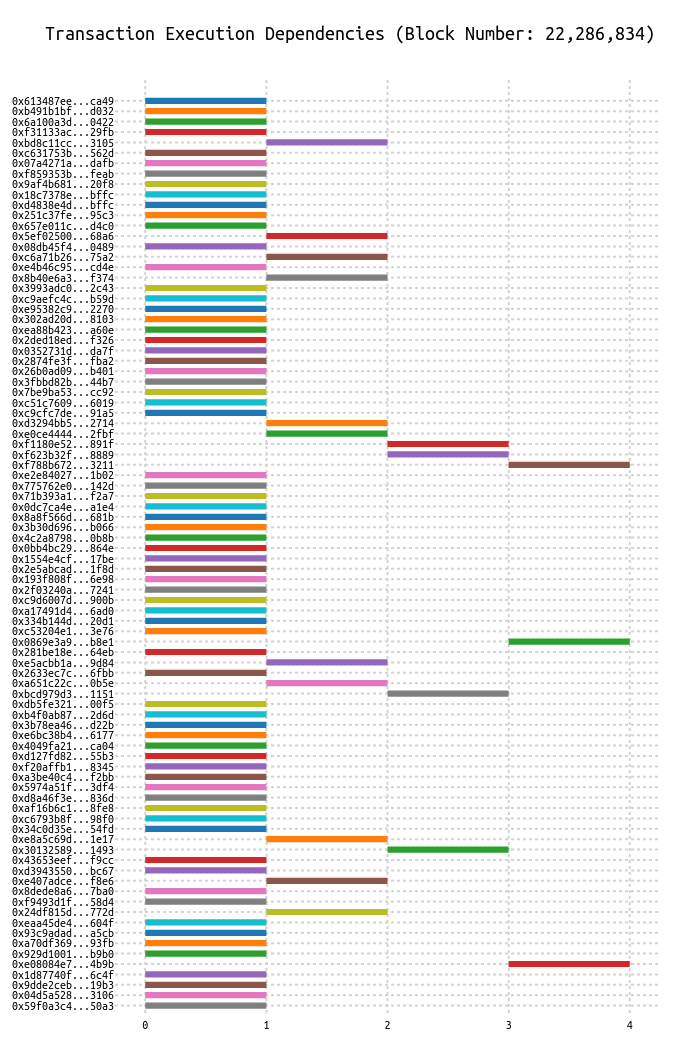 Transaction Execution Dependencies (Block Number: 22,286,834)
0x613487ee...ca49
0xb491b1bf...d032
0x6a100a3d...0422
0xf31133ac...29fb
0xbd8c11cc...3105
0xc631753b...562d
0x07a4271a...dafb
0xf859353b...feab
0x9af4b681...20f8
0x18c7378e...bffc
0xd4838e4d...bffc
0x251c37fe...95c3
0x657e011c...d4c0
0x5ef02500...68a6
0x08db45f4...0489
0xc6a71b26...75a2
0xe4b46c95...cd4e
0x8b40e6a3...f374
0x3993adc0...2c43
0xc9aefc4c...b59d
0xe95382c9...2270
0x302ad20d...8103
0xea88b423...a60e
0x2ded18ed...f326
0x0352731d...da7f
0x2874fe3f...fba2
0x26b0ad09...b401
0x3fbbd82b...44b7
0x7be9ba53...cc92
0xc51c7609...6019
0xc9cfc7de...91a5
0xd3294bb5...2714
0xe0ce4444...2fbf
0xf1180e52...891f
0xf623b32f...8889
0xf788b672...3211
0xe2e84027...1b02
0x775762e0...142d
0x71b393a1...f2a7
0x0dc7ca4e...a1e4
0x8a8f566d...681b
0x3b30d696...b066
0x4c2a8798...0b8b
0x0bb4bc29...864e
0x1554e4cf...17be
0x2e5abcad...1f8d
0x193f808f...6e98
0x2f03240a...7241
0xc9d6007d...900b
0xa17491d4...6ad0
0x334b144d...20d1
0xc53204e1...3e76
0x0869e3a9...b8e1
0x281be18e...64eb
0xe5acbb1a...9d84
0x2633ec7c...6fbb
0xa651c22c...0b5e
0xbcd979d3...1151
0xdb5fe321...00f5
0xb4f0ab87...2d6d
0x3b78ea46...d22b
0xe6bc38b4...6177
0x4049fa21...ca04
0xd127fd82...55b3
0xf20affb1...8345
0xa3be40c4...f2bb
0x5974a51f...3df4
0xd8a46f3e...836d
0xaf16b6c1...8fe8
0xc6793b8f...98f0
0x34c0d35e...54fd
0xe8a5c69d...1e17
0x30132589...1493
0x43653eef...f9cc
0xd3943550...bc67
0xe407adce...f8e6
0x8dede8a6...7ba0
0xf9493d1f...58d4
0x24df815d...772d
0xeaa45de4...604f
0x93c9adad...a5cb
0xa70df369...93fb
0x929d1001...b9b0
0xe08084e7...4b9b
0x1d87740f...6c4f
0x9dde2ceb...19b3
0x04d5a528...3106
0x59f0a3c4...50a3
0 1 2 3 4